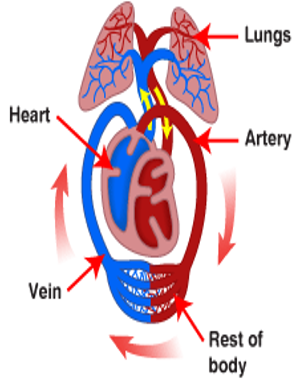 Lungs
Heart
Artery
Vein
Rest of
body